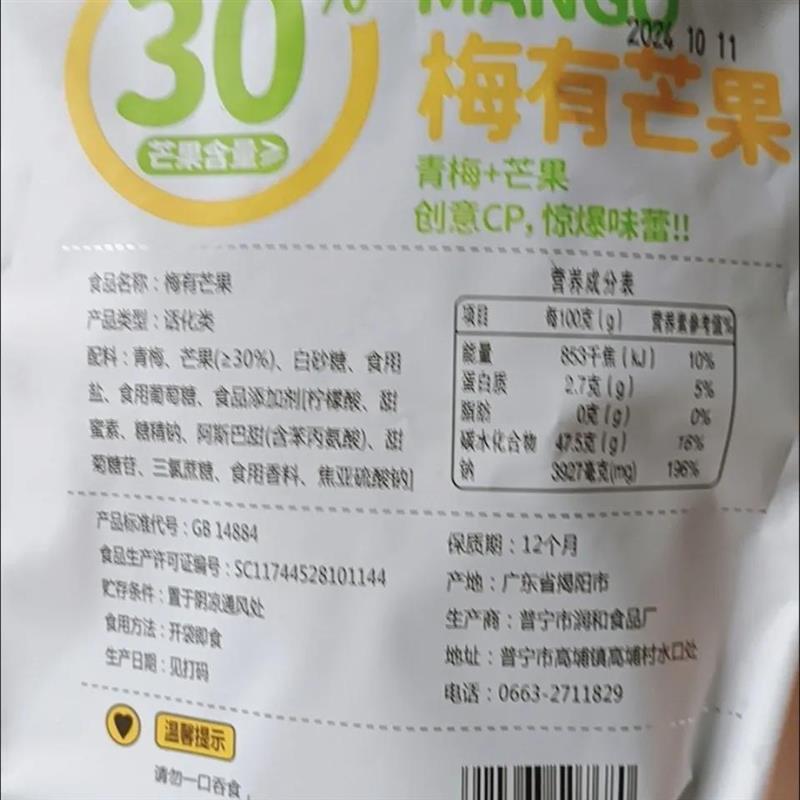 30%
MANGO
2024 10 11
芒果含量≥
梅有芒果
青梅+芒果
创意CP, 惊爆味蕾!!
食品名称：梅有芒果
产品类型：话化类
配料：青梅、芒果(≥30%)、白砂糖、食用
盐、食用葡萄糖、食品添加剂[柠檬酸、甜
蜜素、糖精钠、阿斯巴甜(含苯丙氨酸)、甜
菊糖苷、三氯蔗糖、食用香料、焦亚硫酸钠]
营养成分表
项目 每100克(g) 营养素参考值%
能量 853千焦(kJ) 10%
蛋白质 2.7克(g) 5%
脂肪 0克(g) 0%
碳水化合物 47.5克(g) 16%
钠 3927毫克(mg) 196%
产品标准代号：GB 14884
食品生产许可证编号：SC11744528101144
贮存条件：置于阴凉通风处
食用方法：开袋即食
生产日期：见打码
保质期：12个月
产地：广东省揭阳市
生产商：普宁市润和食品厂
地址：普宁市高埔镇高埔村水口处
电话：0663-2711829
温馨提示
请勿一口吞食，